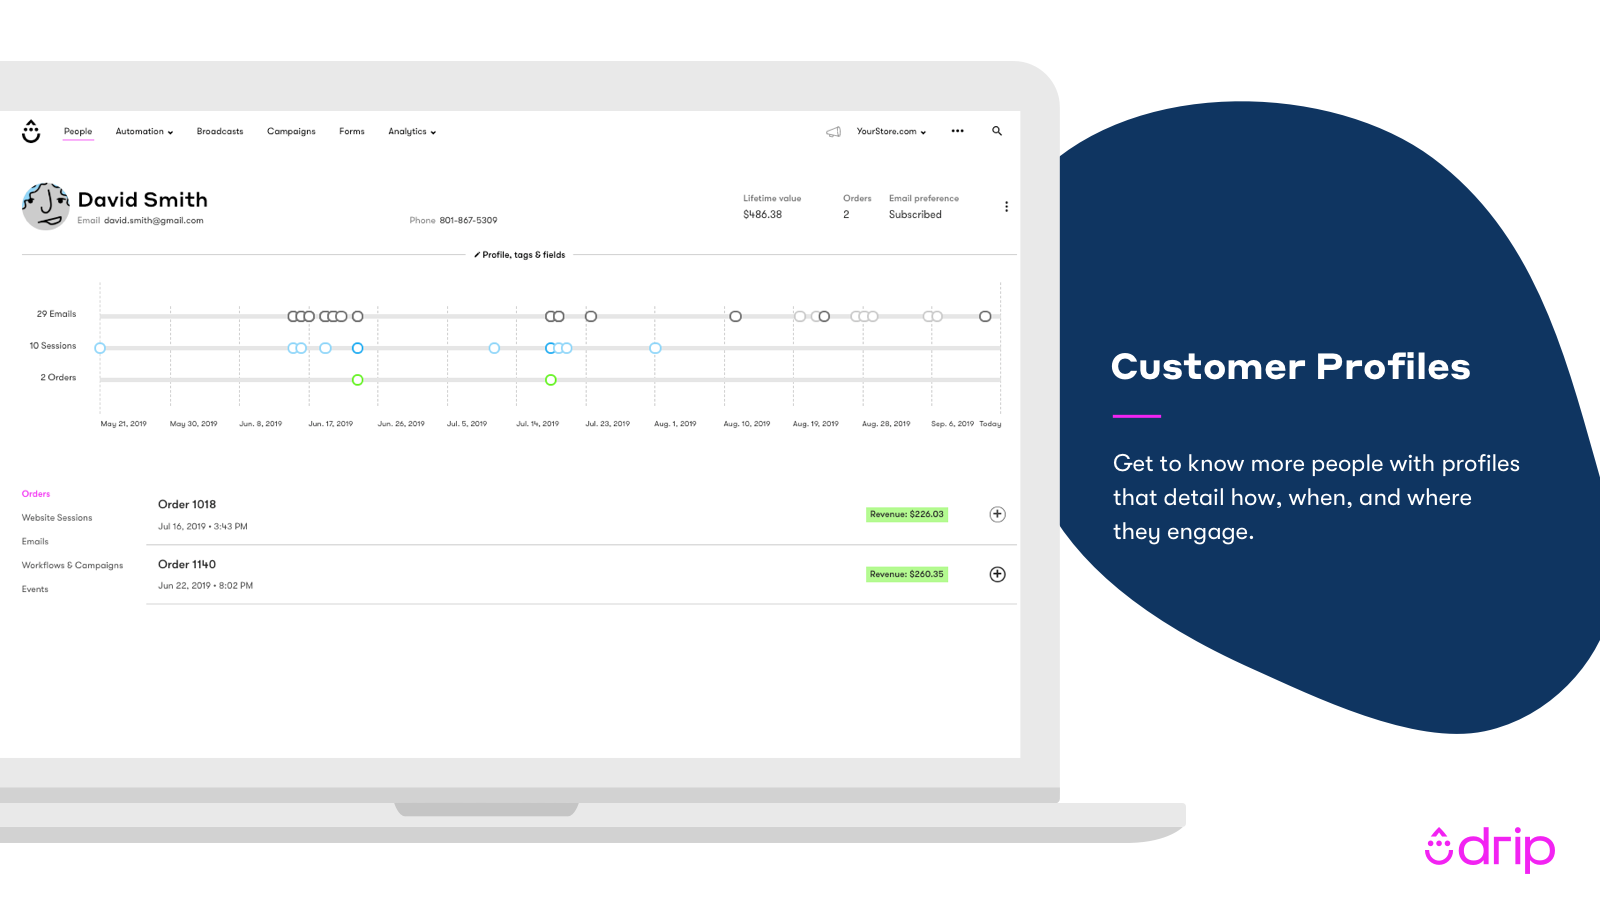 People Automation Broadcasts Campaigns Forms Analytics YourStore.com
David Smith
Email david.smith@gmail.com
Phone 801-867-5309
Lifetime value Orders Email preference
$486.38 2 Subscribed
Profile, tags & fields
29 Emails
10 Sessions
2 Orders
May 21, 2019 May 30, 2019 Jun. 8, 2019 Jun. 17, 2019 Jun. 26, 2019 Jul. 5, 2019 Jul. 14, 2019 Jul. 23, 2019 Aug. 1, 2019 Aug. 10, 2019 Aug. 19, 2019 Aug. 28, 2019 Sep. 6, 2019 Today
Orders
Website Sessions
Emails
Workflows & Campaigns
Events
Order 1018
Jul 16, 2019 • 3:43 PM
Revenue: $226.03
Order 1140
Jun 22, 2019 • 8:02 PM
Revenue: $260.35
Customer Profiles
Get to know more people with profiles
that detail how, when, and where
they engage.
drip